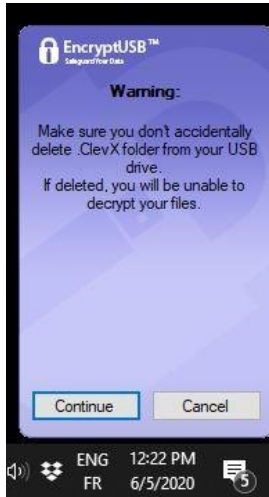 EncryptUSB™
Safeguard Your Data
Warning:
Make sure you don't accidentally
delete .ClevX folder from your USB
drive.
If deleted, you will be unable to
decrypt your files.
Continue
Cancel
ENG
12:22 PM
FR
6/5/2020
5